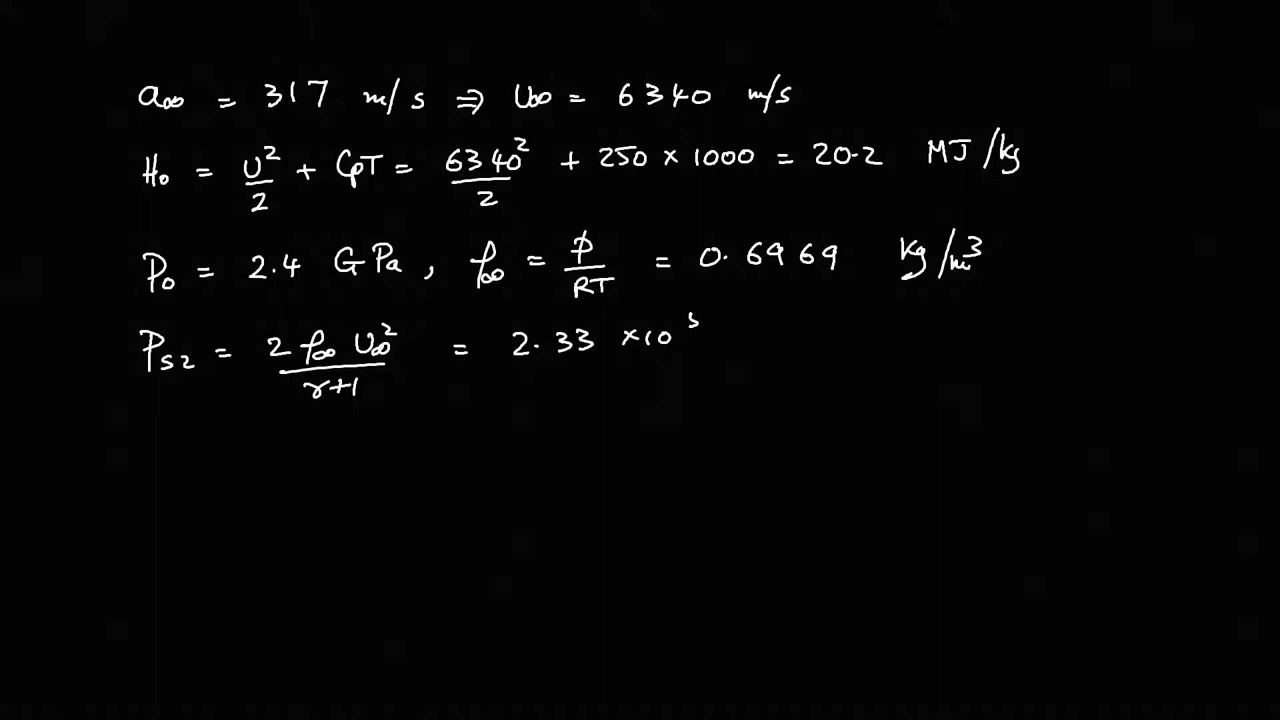 a∞ = 317 m/s ⇒ U∞ = 6340 m/s
H₀ = U²/2 + CpT = 6340²/2 + 250 × 1000 = 20.2 MJ/kg
P₀ = 2.4 GPa, ρ∞ = p/RT = 0.6969 kg/m³
Ps2 = 2 ρ∞ U∞²/γ+1 = 2.33 ×10⁵